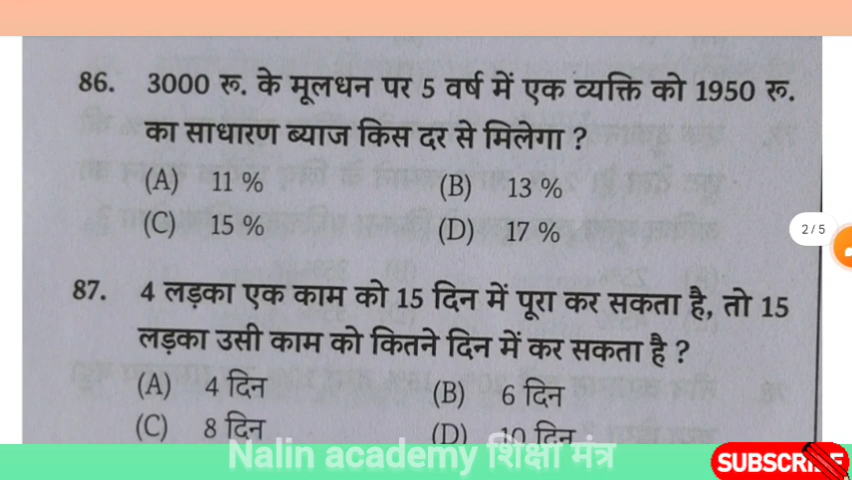 86. 3000 रू. के मूलधन पर 5 वर्ष में एक व्यक्ति को 1950 रू.
का साधारण ब्याज किस दर से मिलेगा ?
(A) 11 % (B) 13 %
(C) 15 % (D) 17 %
2/5
87. 4 लड़का एक काम को 15 दिन में पूरा कर सकता है, तो 15
लड़का उसी काम को कितने दिन में कर सकता है ?
(A) 4 दिन (B) 6 दिन
(C) 8 दिन (D) 10 दिन
Nalin academy शिक्षा मंत्र
SUBSCRIBE